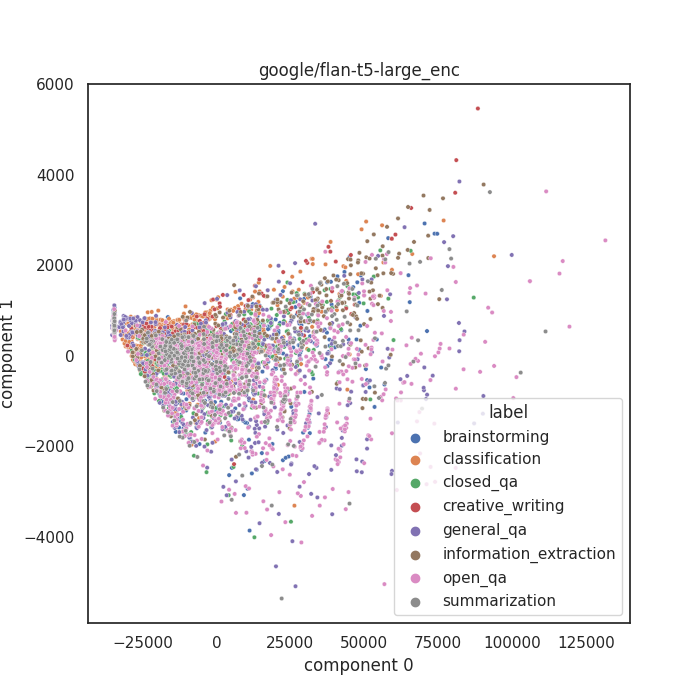 google/flan-t5-large_enc
6000
4000
2000
0
−2000
−4000
component 1
−25000 0 25000 50000 75000 100000 125000
component 0
label
brainstorming
classification
closed_qa
creative_writing
general_qa
information_extraction
open_qa
summarization